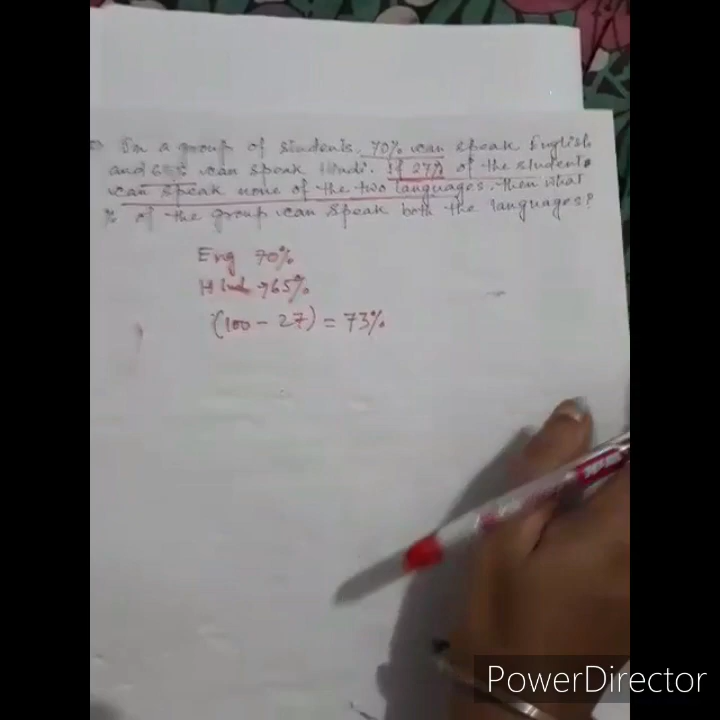 In a group of students, 70% can speak English
and 65% can speak Hindi. If 27% of the students
can speak none of the two languages, then what
% of the group can speak both the languages?
Eng 70%
→65%
(100 - 27) = 73%
PowerDirector